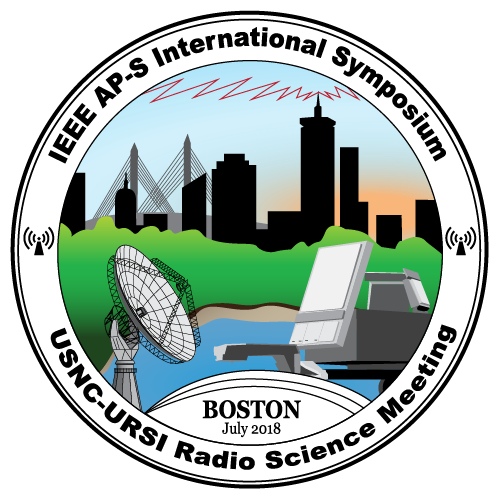 IEEE AP-S International Symposium
BOSTON
July 2018
USNC-URSI Radio Science Meeting